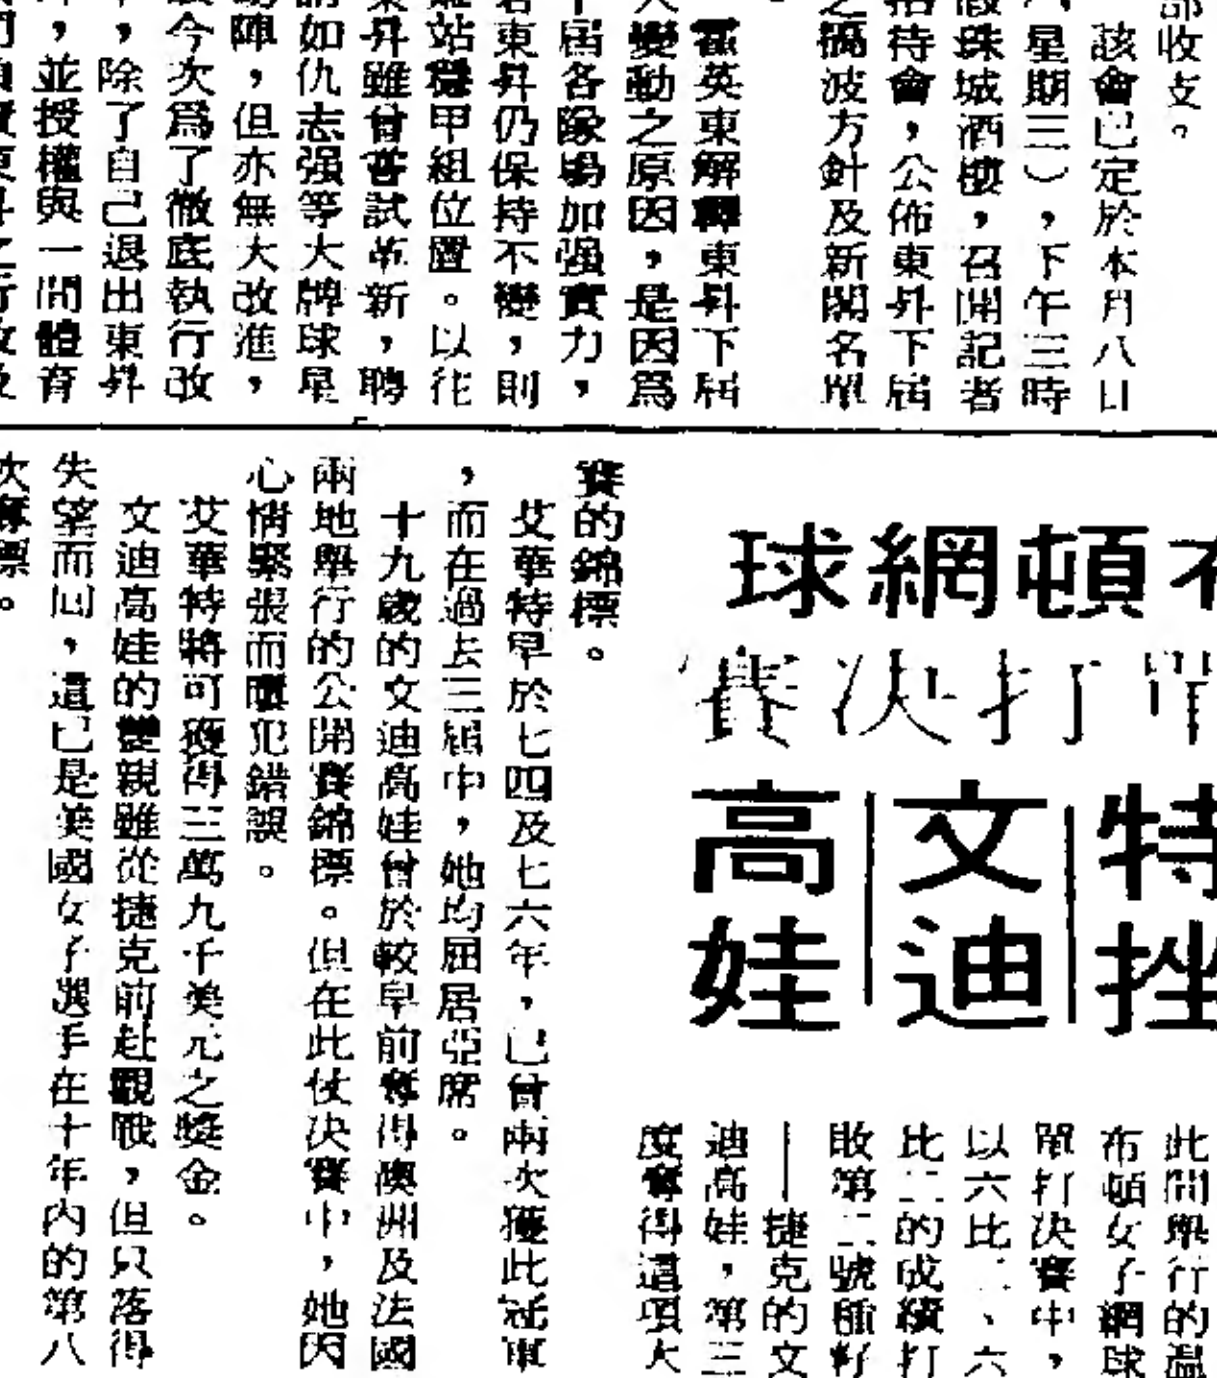 部收支。
該會已定於本月八日
星期三），下午三時
假珠城酒樓，召開記者
招待會，公佈東昇下屆
之搞波方針及新閣名單
霍英東解釋東昇下屆
變動之原因，是因爲
屆各隊場加强實力，
東昇仍保持不變，則
站穩甲組位置。以往
昇雖曾嘗試革新，聘
請如仇志强等大牌球星
陣，但亦無大改進，
今次爲了徹底執行改
，除了自己退出東昇
，並授權與一間體育
布頓網球
單打決賽
特挫
文迪
高娃
此間舉行的溫
布頓女子網球
單打決賽中，
以六比二、六
比二的成績打
敗第二號種籽
——捷克的文
迪高娃，第三
度奪得這項大
賽的錦標。
艾華特早於七四及七六年，已曾兩次獲此冠軍
，而在過去三屆中，她均屈居亞席。
十九歲的文迪高娃曾於較早前奪得澳洲及法國
兩地舉行的公開賽錦標。但在此仗決賽中，她因
心情緊張而屢犯錯誤。
艾華特將可獲得三萬九千美元之獎金。
文迪高娃的雙親雖從捷克前赴觀戰，但只落得
失望而回，這已是美國女子選手在十年內的第八
次奪標。